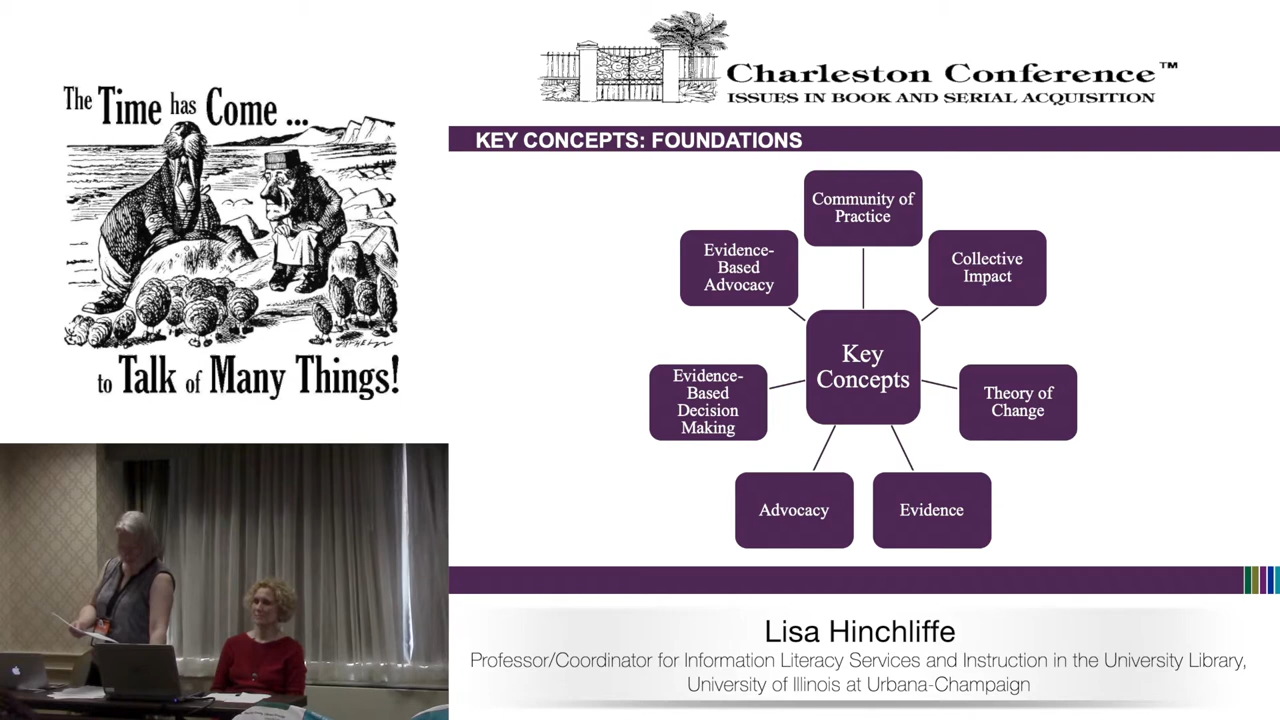 The Time has Come ...
to Talk of Many Things!
Charleston Conference™
ISSUES IN BOOK AND SERIAL ACQUISITION
KEY CONCEPTS: FOUNDATIONS
Community of
Practice
Evidence-
Based
Advocacy
Collective
Impact
Key
Concepts
Evidence-
Based
Decision
Making
Theory of
Change
Advocacy
Evidence
Lisa Hinchliffe
Professor/Coordinator for Information Literacy Services and Instruction in the University Library,
University of Illinois at Urbana-Champaign